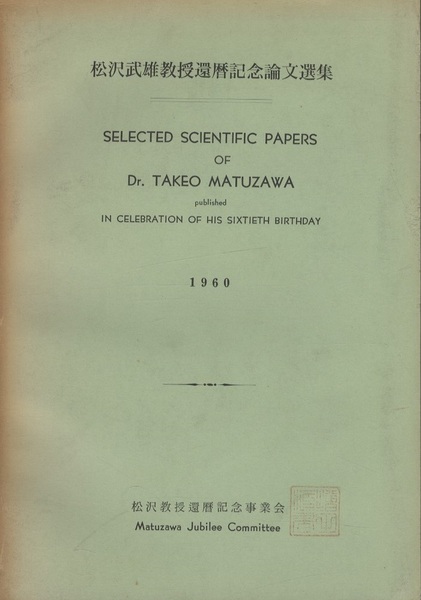 松沢武雄教授還暦記念論文選集
SELECTED SCIENTIFIC PAPERS
OF
Dr. TAKEO MATUZAWA
published
IN CELEBRATION OF HIS SIXTIETH BIRTHDAY
1960
松沢教授還暦記念事業会
Matuzawa Jubilee Committee